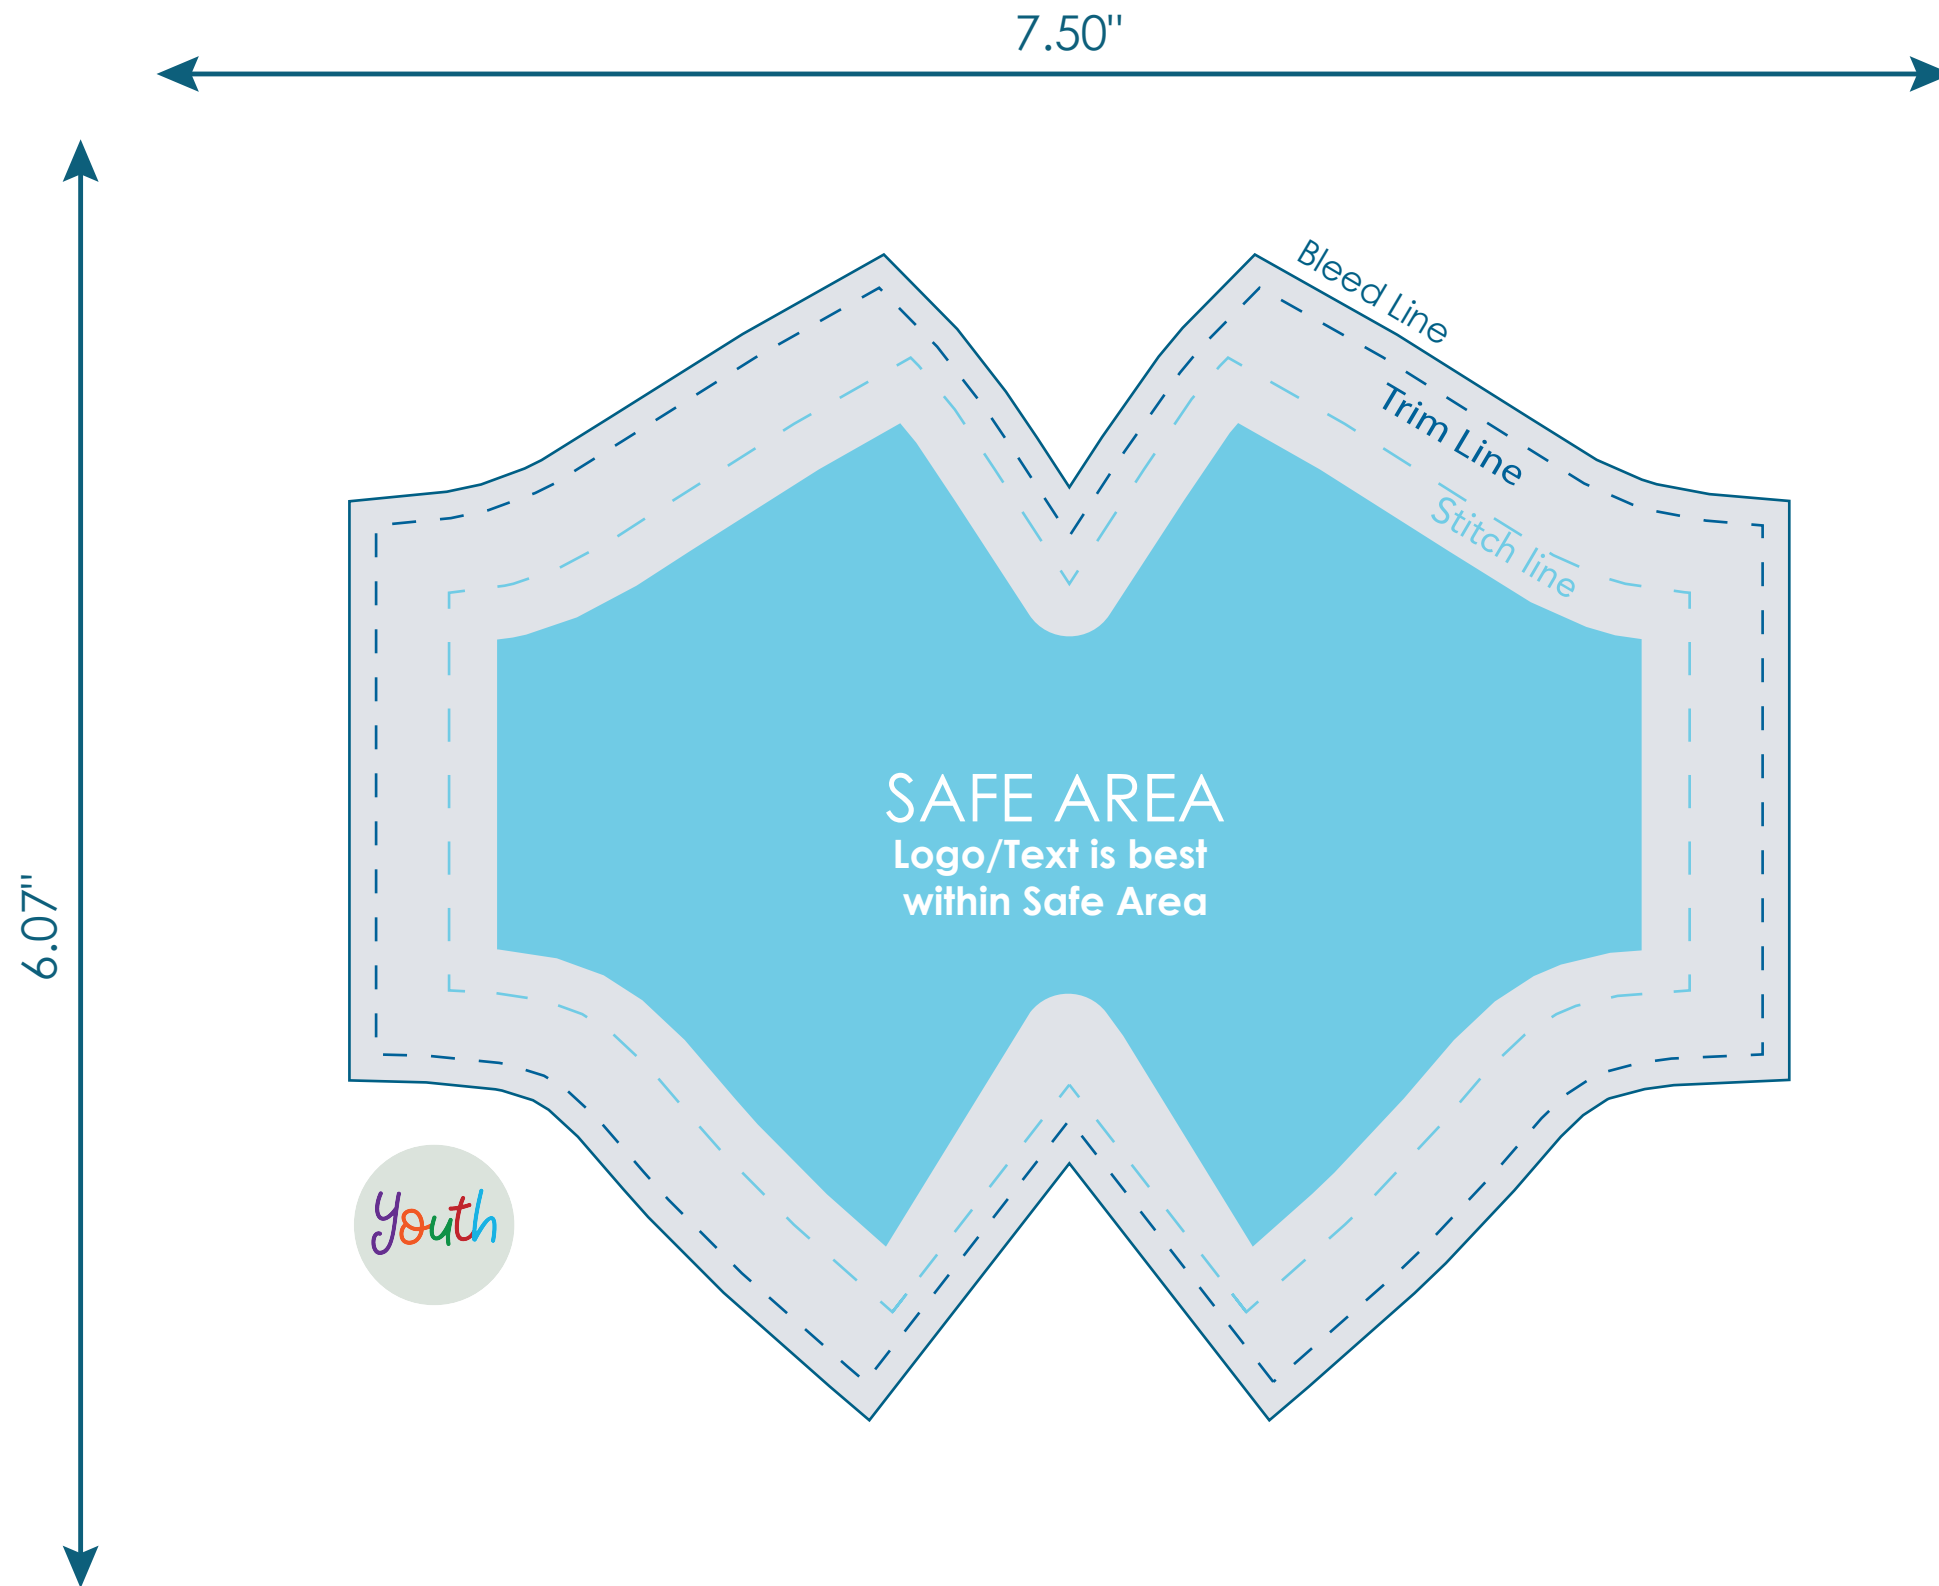 7.50"
Bleed Line
Trim Line
Stitch line
SAFE AREA
Logo/Text is best
within Safe Area
6.07"
youth